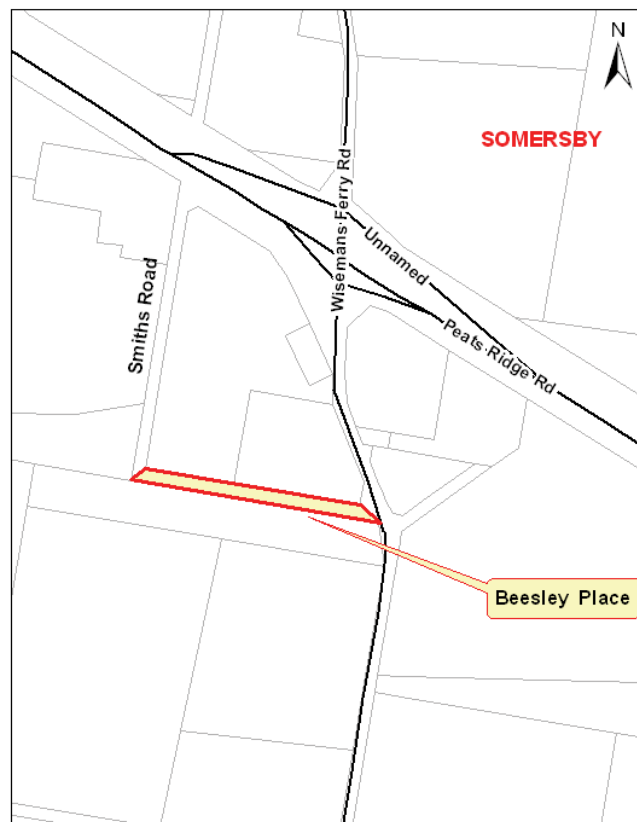 N
SOMERSBY
Wisemans Ferry Rd
Unnamed
Smiths Road
Peats Ridge Rd
Beesley Place